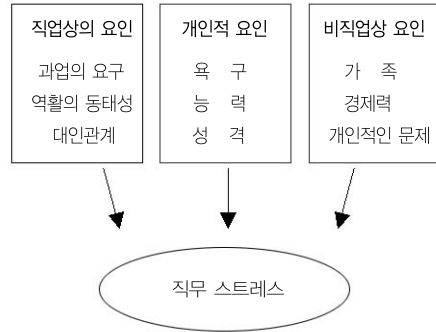 직업상의 요인
과업의 요구
역활의 동태성
대인관계
개인적 요인
욕 구
능 력
성 격
비직업상 요인
가 족
경제력
개인적인 문제
직무 스트레스